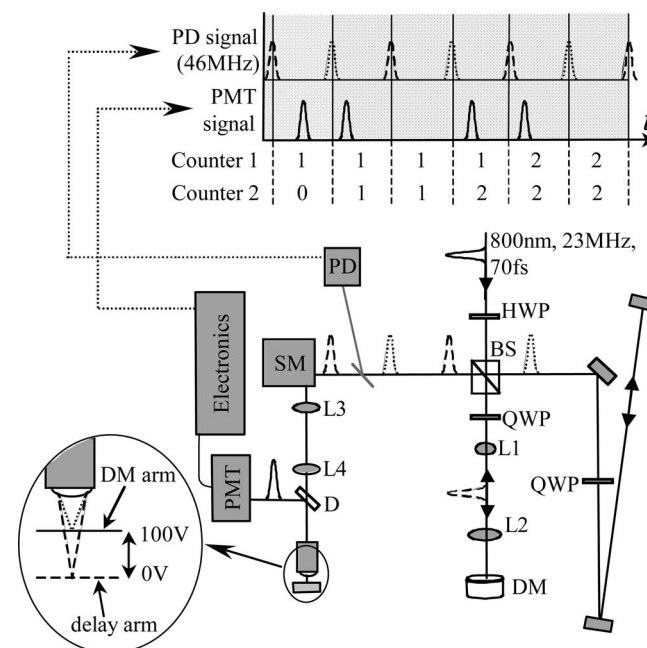 PD signal
(46MHz)
PMT
signal
t
Counter 1 1 1 1 1 2 2
Counter 2 0 1 1 2 2 2
800nm, 23MHz,
70fs
PD
HWP
BS
SM
Electronics
L3
QWP
L1
L4
QWP
PMT
D
L2
DM arm
100V
0V
DM
delay arm